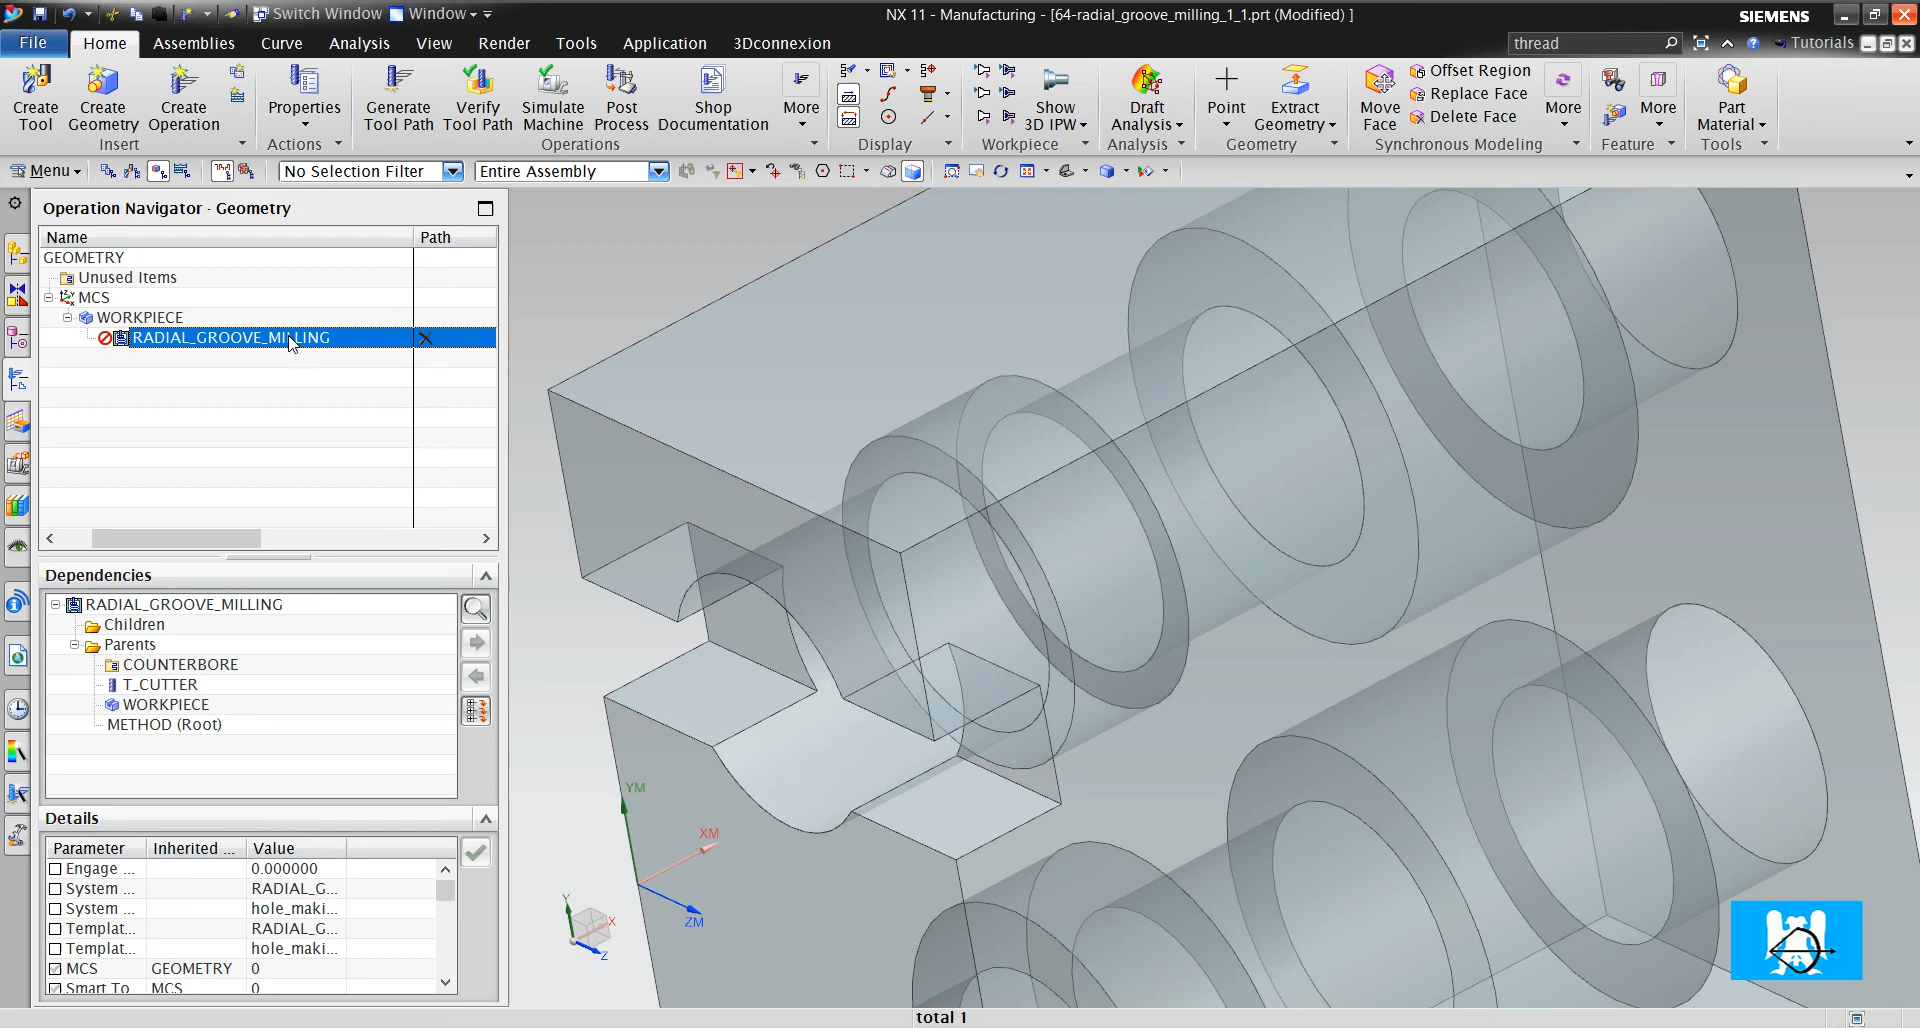 Switch Window Window
NX 11 - Manufacturing - [64-radial_groove_milling_1_1.prt (Modified) ]
SIEMENS
File Home Assemblies Curve Analysis View Render Tools Application 3Dconnexion
thread
Tutorials
Create Tool
Create Geometry
Create Operation
Insert
Properties
Actions
Generate Tool Path
Verify Tool Path
Simulate Machine
Post Process
Shop Documentation
More
Operations
Display
Show 3D IPW
Workpiece
Draft Analysis
Analysis
Point
Extract Geometry
Geometry
Move Face
Offset Region
Replace Face
Delete Face
More
Synchronous Modeling
More
Feature
Part Material
Tools
Menu
No Selection Filter
Entire Assembly
Operation Navigator - Geometry
Name Path
GEOMETRY
Unused Items
MCS
WORKPIECE
RADIAL_GROOVE_MILLING
Dependencies
RADIAL_GROOVE_MILLING
Children
Parents
COUNTERBORE
T_CUTTER
WORKPIECE
METHOD (Root)
Details
Parameter Inherited ... Value
Engage ... 0.000000
System ... RADIAL_G...
System ... hole_maki...
Templat... RADIAL_G...
Templat... hole_maki...
MCS GEOMETRY 0
Smart To MCS 0
YM
XM
ZM
Y
X
Z
total 1